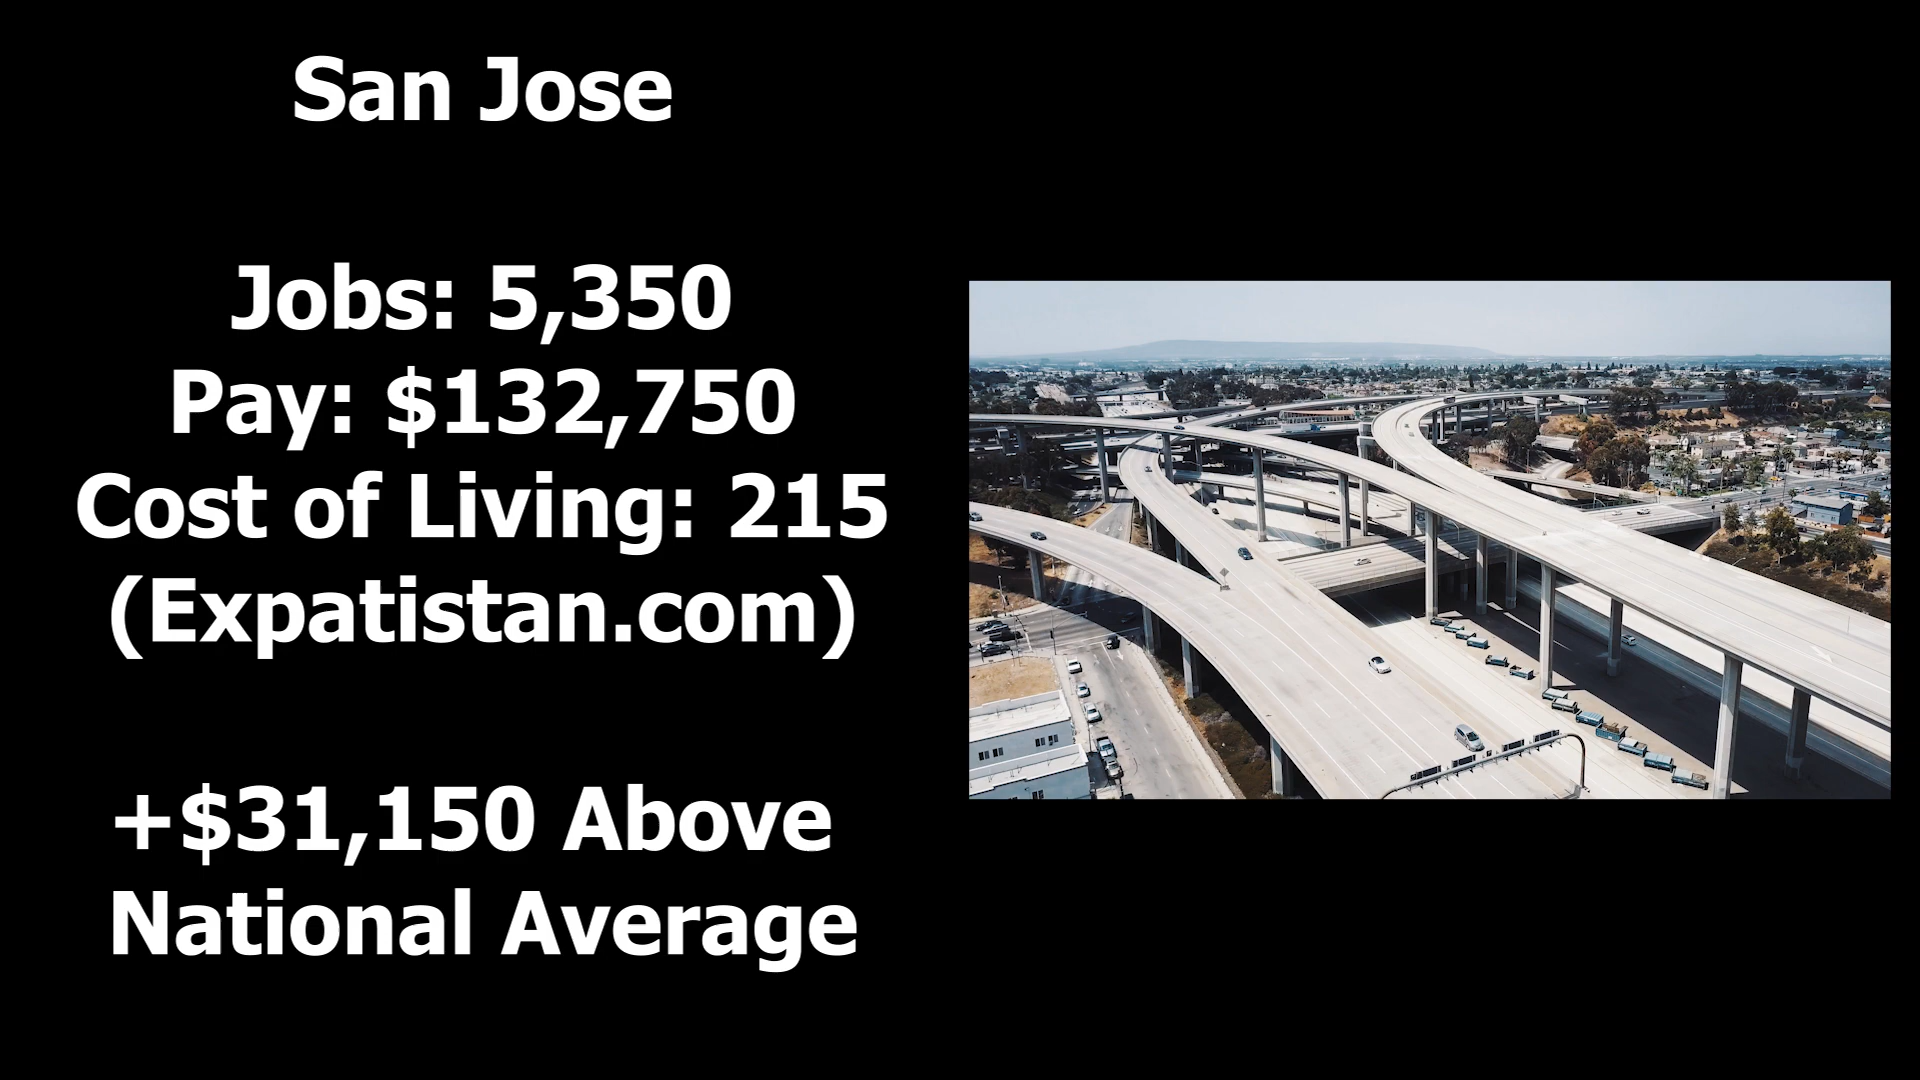 San Jose
Jobs: 5,350
Pay: $132,750
Cost of Living: 215
(Expatistan.com)
+$31,150 Above
National Average